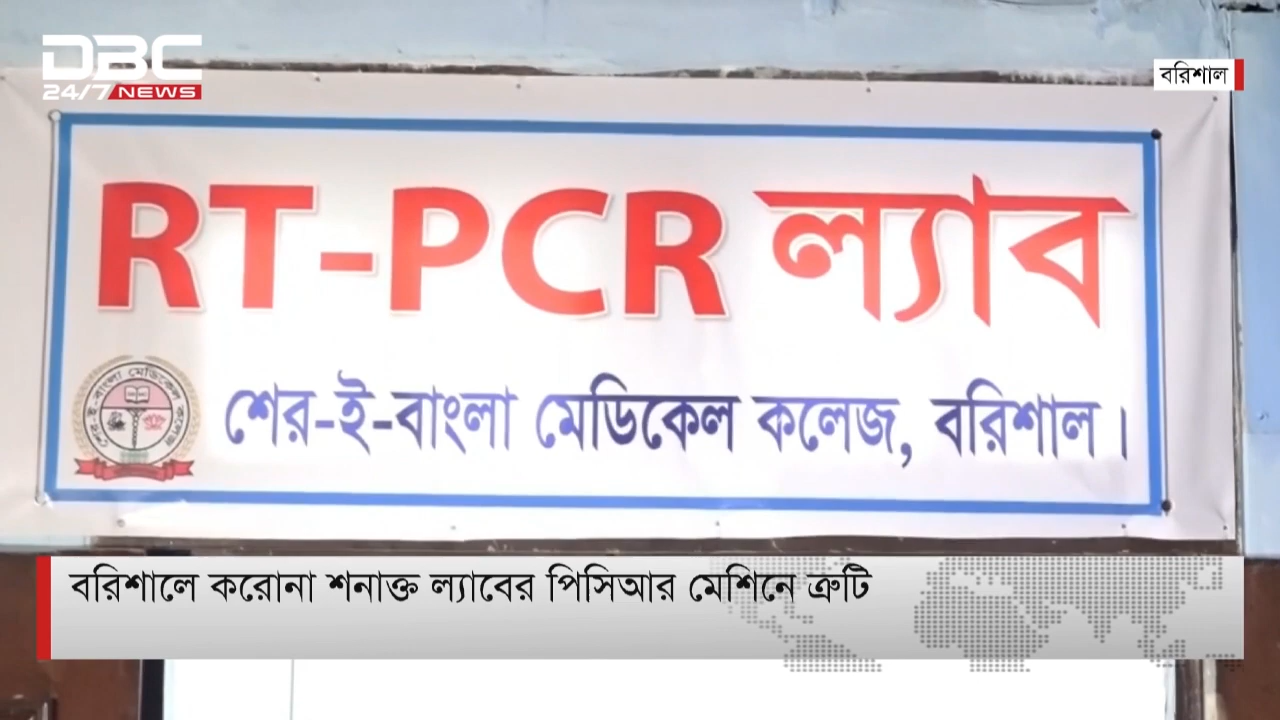 DBC
24/7 NEWS
বরিশাল
RT-PCR ল্যাব
শের-ই-বাংলা মেডিকেল কলেজ, বরিশাল।
বরিশালে করোনা শনাক্ত ল্যাবের পিসিআর মেশিনে ত্রুটি